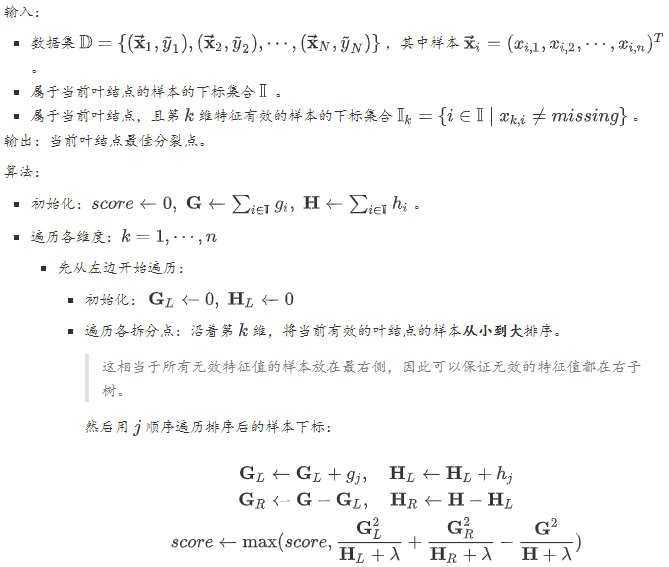 输入：
数据集 𝔻 = {(x⃗₁, ỹ₁), (x⃗₂, ỹ₂), ⋯ , (x⃗_N, ỹ_N)} ，其中样本 x⃗_i = (x_{i,1}, x_{i,2}, ⋯ , x_{i,n})^T
。
属于当前叶结点的样本的下标集合 𝕀 。
属于当前叶结点，且第 k 维特征有效的样本的下标集合 𝕀_k = {i ∈ 𝕀 | x_{k,i} ≠ missing} 。
输出：当前叶结点最佳分裂点。
算法：
初始化：score ← 0, G ← ∑_{i∈𝕀} g_i, H ← ∑_{i∈𝕀} h_i 。
遍历各维度：k = 1, ⋯ , n
先从左边开始遍历：
初始化： G_L ← 0, H_L ← 0
遍历各拆分点：沿着第 k 维，将当前有效的叶结点的样本从小到大排序。
这相当于所有无效特征值的样本放在最右侧，因此可以保证无效的特征值都在右子
树。
然后用 j 顺序遍历排序后的样本下标：
G_L ← G_L + g_j, H_L ← H_L + h_j
G_R ← G − G_L, H_R ← H − H_L
score ← max(score, G_L²/(H_L + λ) + G_R²/(H_R + λ) − G²/(H + λ))